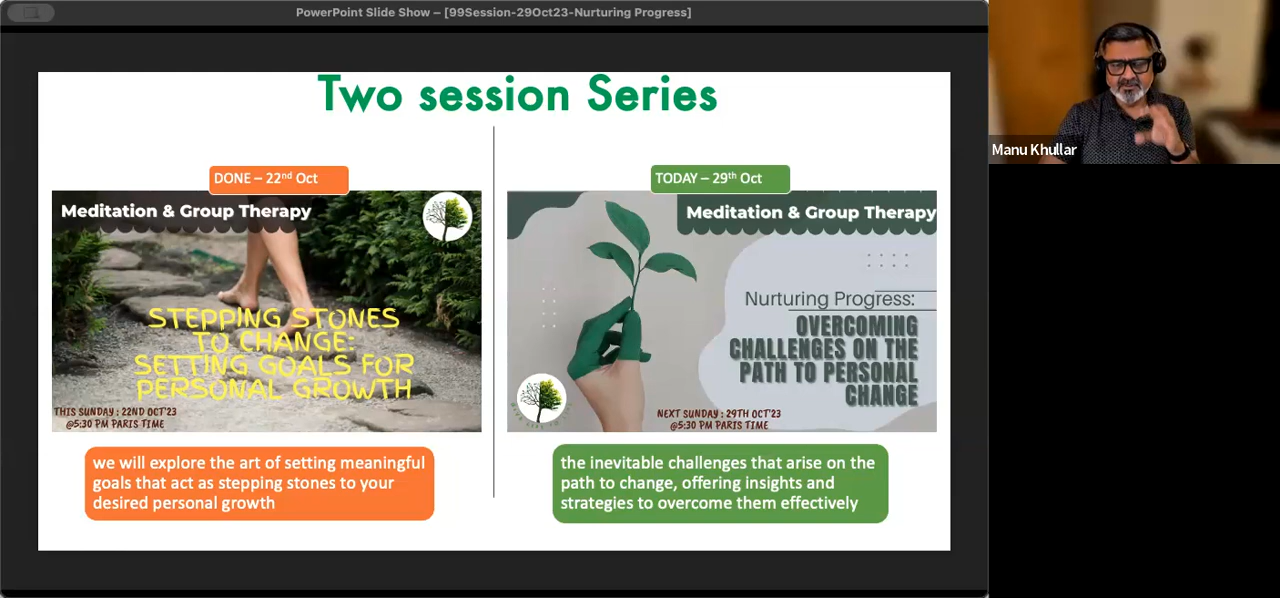 PowerPoint Slide Show – [99Session-29Oct23-Nurturing Progress]
Two session Series
DONE – 22nd Oct
Meditation & Group Therapy
STEPPING STONES
TO CHANGE:
SETTING GOALS FOR
PERSONAL GROWTH
THIS SUNDAY : 22ND OCT'23
@5:30 PM PARIS TIME
we will explore the art of setting meaningful
goals that act as stepping stones to your
desired personal growth
TODAY – 29th Oct
Meditation & Group Therapy
Nurturing Progress:
OVERCOMING
CHALLENGES ON THE
PATH TO PERSONAL
CHANGE
NEXT SUNDAY : 29TH OCT'23
@5:30 PM PARIS TIME
the inevitable challenges that arise on the
path to change, offering insights and
strategies to overcome them effectively
Manu Khullar